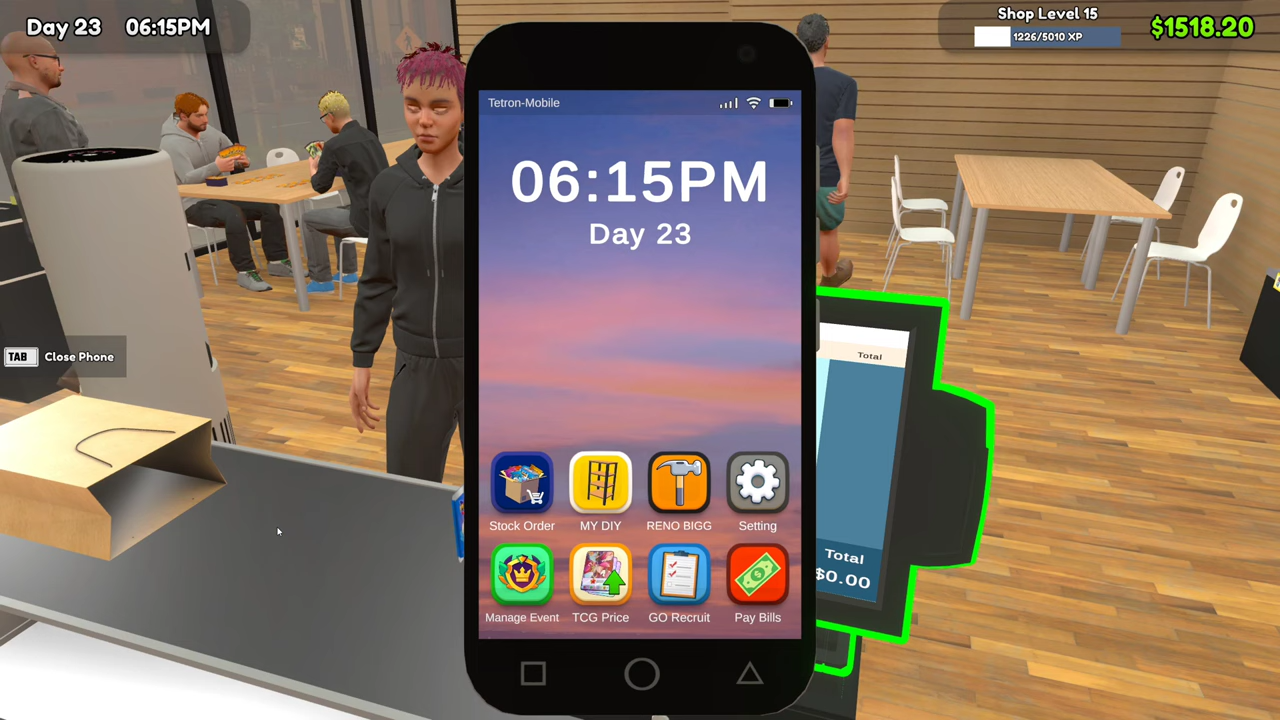 Day 23 06:15PM
Shop Level 15
1226/5010 XP
$1518.20
Tetron-Mobile
06:15PM
Day 23
TAB Close Phone
Total
Stock Order
MY DIY
RENO BIGG
Setting
Manage Event
TCG Price
GO Recruit
Pay Bills
Total
$0.00